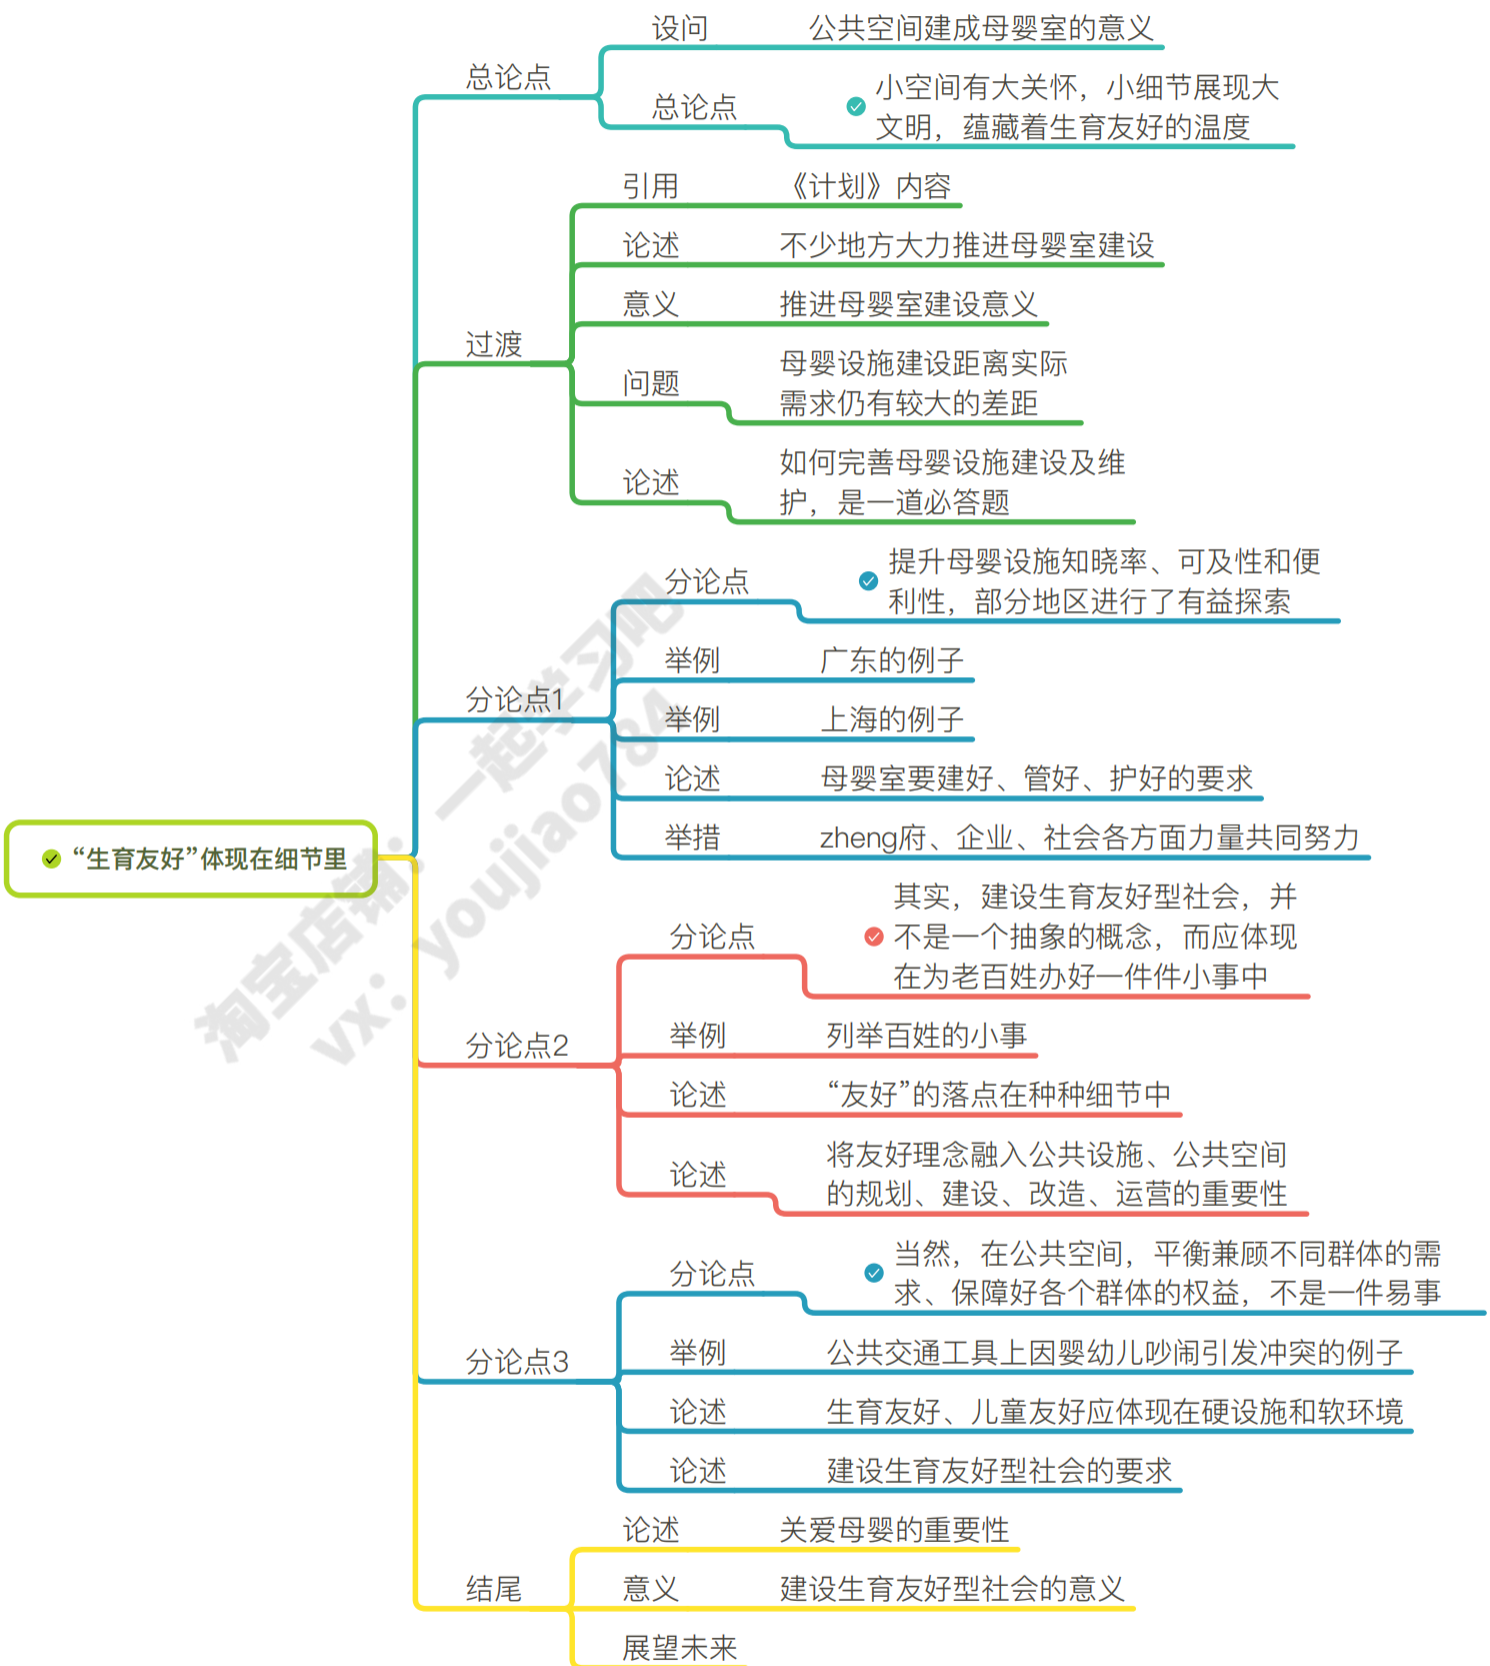 设问 公共空间建成母婴室的意义
总论点
总论点 小空间有大关怀，小细节展现大
文明，蕴藏着生育友好的温度
引用 《计划》内容
论述 不少地方大力推进母婴室建设
意义 推进母婴室建设意义
过渡
问题 母婴设施建设距离实际
需求仍有较大的差距
论述 如何完善母婴设施建设及维
护，是一道必答题
分论点 提升母婴设施知晓率、可及性和便
利性，部分地区进行了有益探索
举例 广东的例子
分论点1
举例 上海的例子
论述 母婴室要建好、管好、护好的要求
举措 zheng府、企业、社会各方面力量共同努力
“生育友好”体现在细节里
分论点 其实，建设生育友好型社会，并
不是一个抽象的概念，而应体现
在为老百姓办好一件件小事中
举例 列举百姓的小事
分论点2
论述 “友好”的落点在种种细节中
论述 将友好理念融入公共设施、公共空间
的规划、建设、改造、运营的重要性
分论点 当然，在公共空间，平衡兼顾不同群体的需
求、保障好各个群体的权益，不是一件易事
举例 公共交通工具上因婴幼儿吵闹引发冲突的例子
分论点3
论述 生育友好、儿童友好应体现在硬设施和软环境
论述 建设生育友好型社会的要求
论述 关爱母婴的重要性
结尾
意义 建设生育友好型社会的意义
展望未来
淘宝店铺：一起学习吧
vx：youjiao784